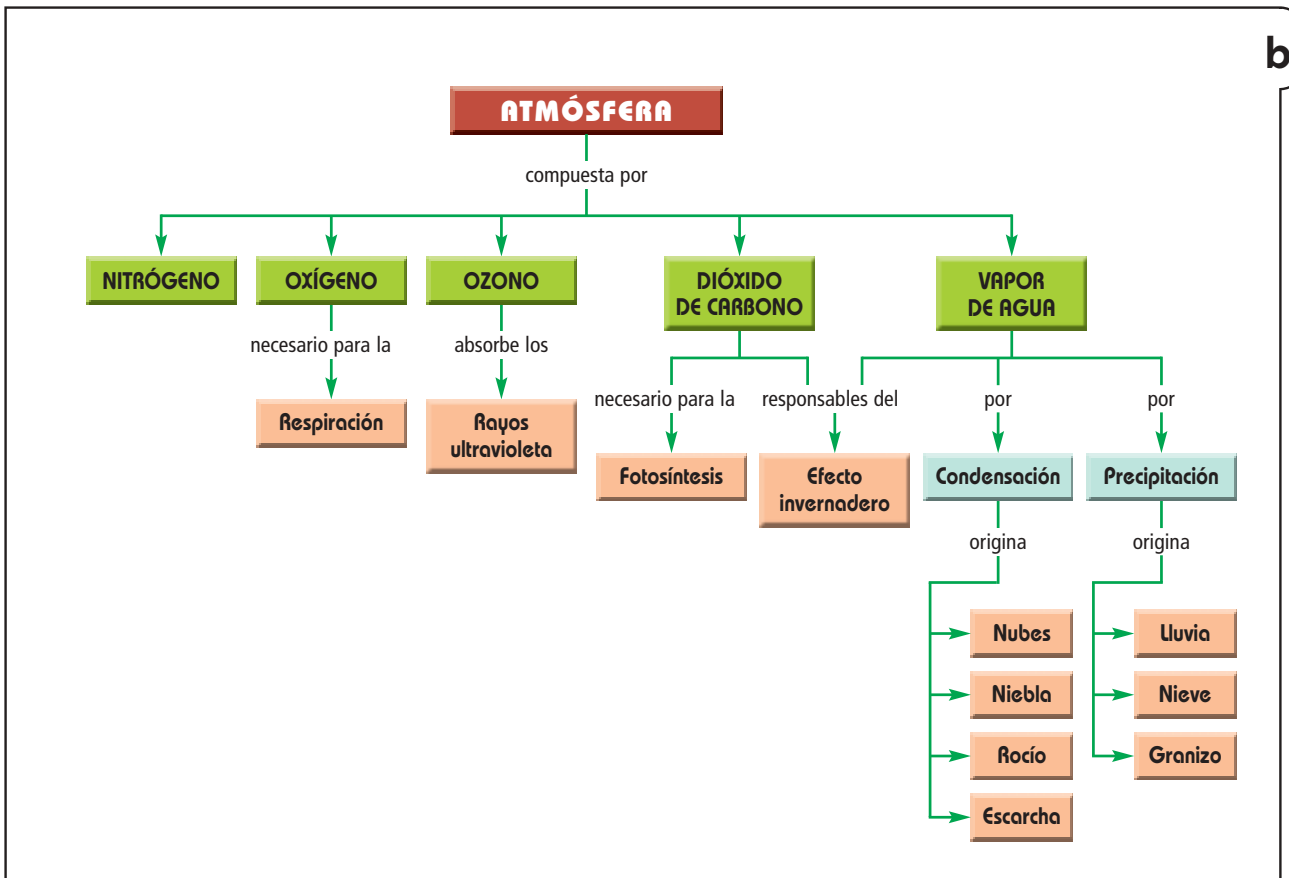 b
ATMÓSFERA
compuesta por
NITRÓGENO
OXÍGENO
OZONO
DIÓXIDO
DE CARBONO
VAPOR
DE AGUA
necesario para la
absorbe los
Respiración
Rayos
ultravioleta
necesario para la
responsables del
por
por
Fotosíntesis
Efecto
invernadero
Condensación
Precipitación
origina
origina
Nubes
Niebla
Rocío
Escarcha
Lluvia
Nieve
Granizo